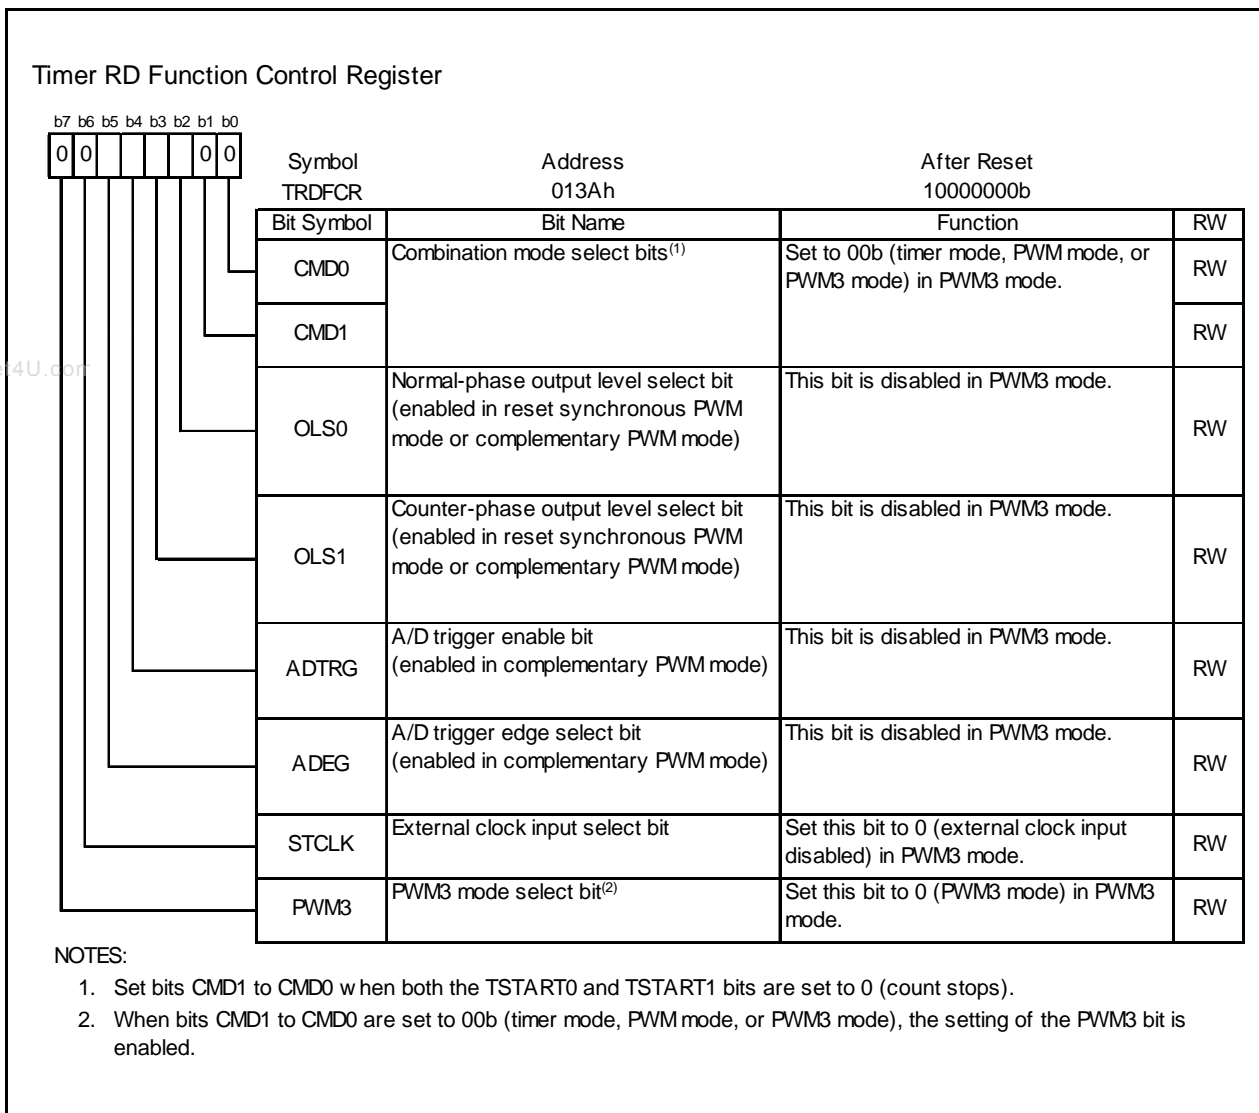 Timer RD Function Control Register
b7 b6 b5 b4 b3 b2 b1 b0
0 0 0 0
Symbol Address After Reset
TRDFCR 013Ah 10000000b
Bit Symbol Bit Name Function RW
CMD0 Combination mode select bits(1) Set to 00b (timer mode, PWM mode, or
PWM3 mode) in PWM3 mode. RW
CMD1 RW
OLS0 Normal-phase output level select bit
(enabled in reset synchronous PWM
mode or complementary PWM mode) This bit is disabled in PWM3 mode. RW
OLS1 Counter-phase output level select bit
(enabled in reset synchronous PWM
mode or complementary PWM mode) This bit is disabled in PWM3 mode. RW
ADTRG A/D trigger enable bit
(enabled in complementary PWM mode) This bit is disabled in PWM3 mode. RW
ADEG A/D trigger edge select bit
(enabled in complementary PWM mode) This bit is disabled in PWM3 mode. RW
STCLK External clock input select bit Set this bit to 0 (external clock input
disabled) in PWM3 mode. RW
PWM3 PWM3 mode select bit(2) Set this bit to 0 (PWM3 mode) in PWM3
mode. RW
NOTES:
1. Set bits CMD1 to CMD0 when both the TSTART0 and TSTART1 bits are set to 0 (count stops).
2. When bits CMD1 to CMD0 are set to 00b (timer mode, PWM mode, or PWM3 mode), the setting of the PWM3 bit is
enabled.